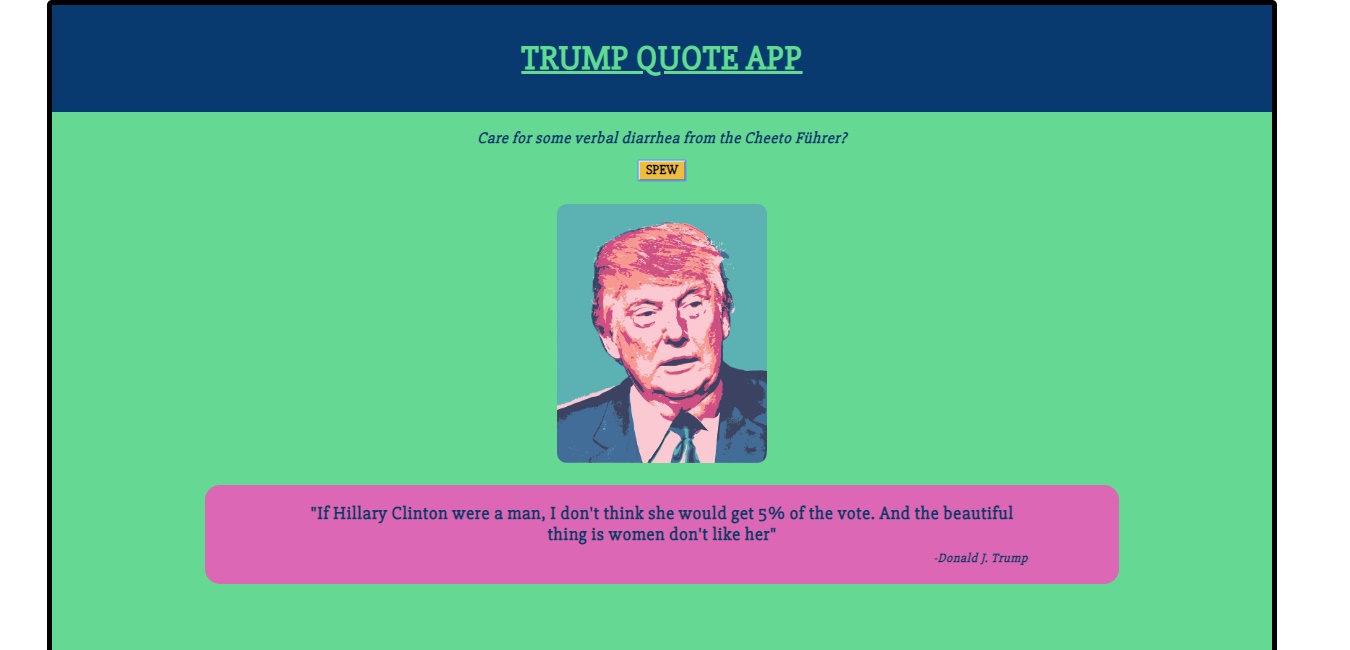 TRUMP QUOTE APP
Care for some verbal diarrhea from the Cheeto Führer?
SPEW
"If Hillary Clinton were a man, I don't think she would get 5% of the vote. And the beautiful
thing is women don't like her"
-Donald J. Trump